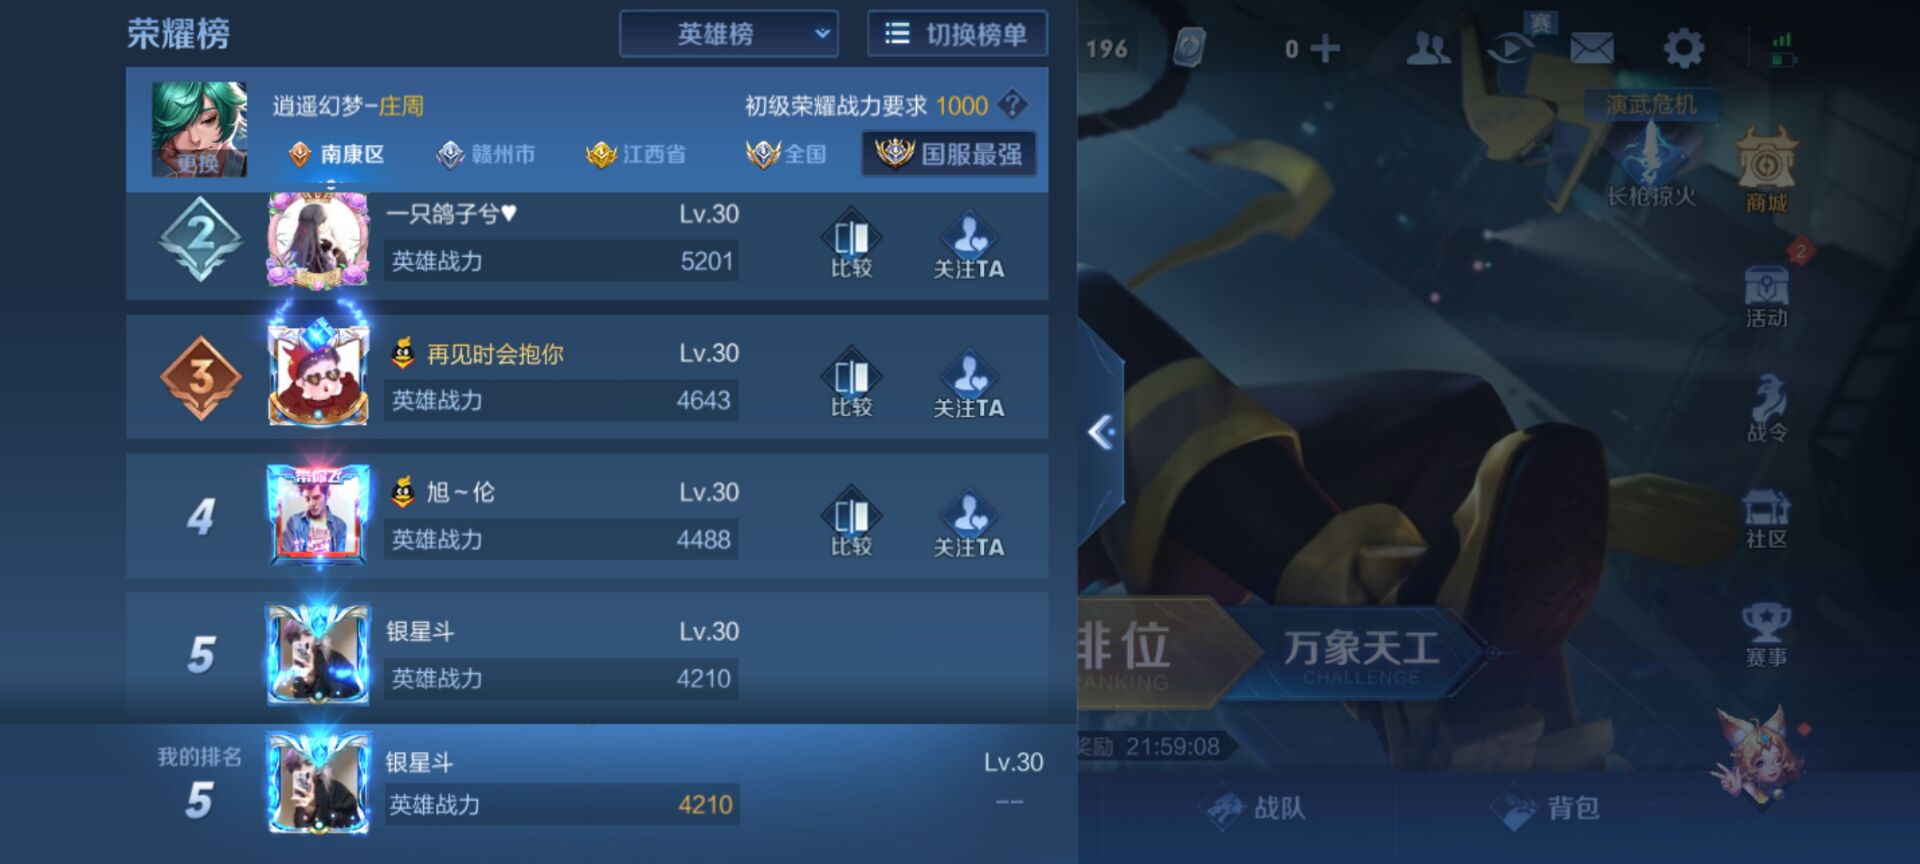 荣耀榜
英雄榜
切换榜单
逍遥幻梦-庄周
初级荣耀战力要求 1000 ?
更换
南康区
赣州市
江西省
全国
国服最强
2
一只鸽子兮♥
Lv.30
英雄战力
5201
比较
关注TA
3
再见时会抱你
Lv.30
英雄战力
4643
比较
关注TA
4
带你飞
旭~伦
Lv.30
英雄战力
4488
比较
关注TA
5
银星斗
Lv.30
英雄战力
4210
我的排名
5
银星斗
Lv.30
英雄战力
4210
--
196
0
赛
演武危机
长枪掠火
商城
2
活动
战令
社区
赛事
排位
RANKING
万象天工
CHALLENGE
奖励 21:59:08
战队
背包